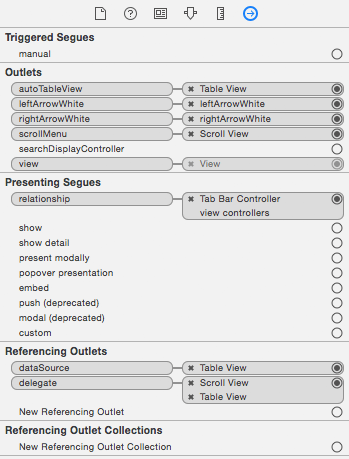 Triggered Segues
manual
Outlets
autoTableView × Table View
leftArrowWhite × leftArrowWhite
rightArrowWhite × rightArrowWhite
scrollMenu × Scroll View
searchDisplayController
view × View
Presenting Segues
relationship × Tab Bar Controller
view controllers
show
show detail
present modally
popover presentation
embed
push (deprecated)
modal (deprecated)
custom
Referencing Outlets
dataSource × Table View
delegate × Scroll View
× Table View
New Referencing Outlet
Referencing Outlet Collections
New Referencing Outlet Collection